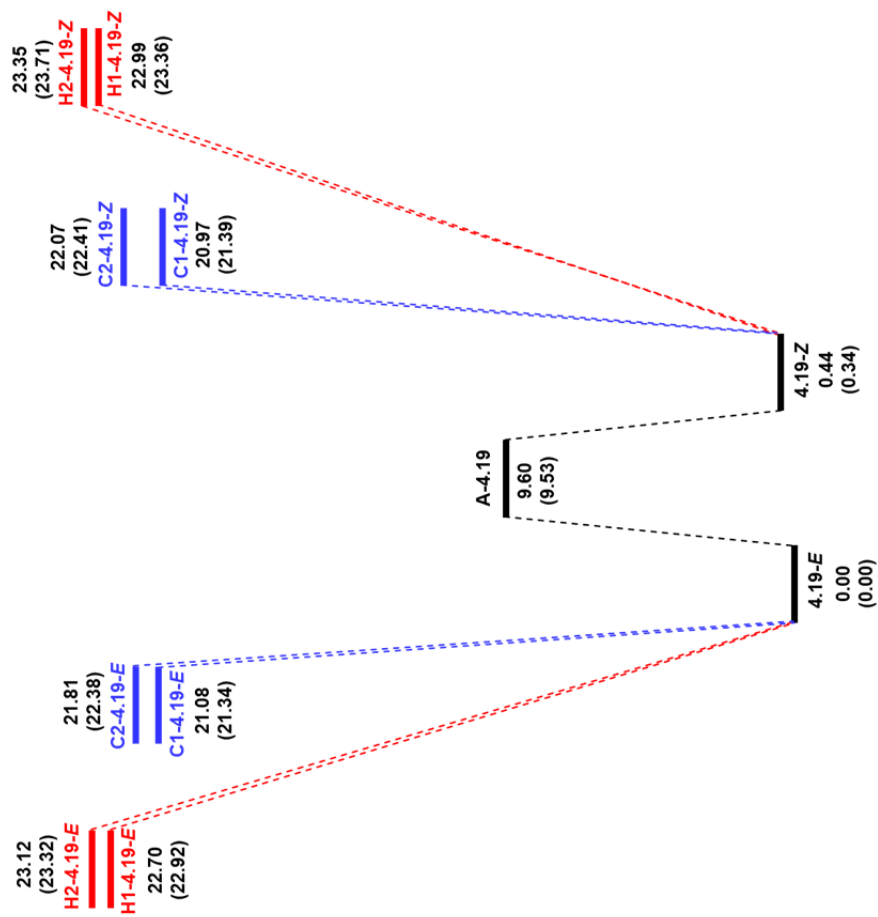 23.12
(23.32)
H2-4.19-E
H1-4.19-E
22.70
(22.92)
21.81
(22.38)
C2-4.19-E
C1-4.19-E
21.08
(21.34)
4.19-E
0.00
(0.00)
A-4.19
9.60
(9.53)
4.19-Z
0.44
(0.34)
22.07
(22.41)
C2-4.19-Z
C1-4.19-Z
20.97
(21.39)
23.35
(23.71)
H2-4.19-Z
H1-4.19-Z
22.99
(23.36)